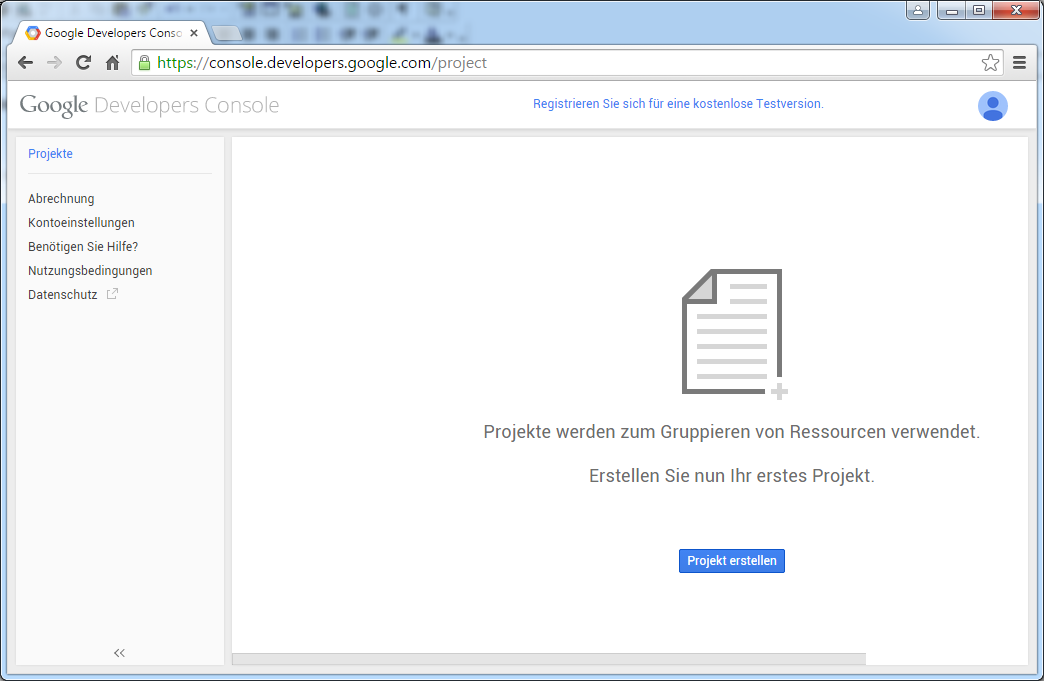 Google Developers Conso
https://console.developers.google.com/project
Google Developers Console
Registrieren Sie sich für eine kostenlose Testversion.
Projekte
Abrechnung
Kontoeinstellungen
Benötigen Sie Hilfe?
Nutzungsbedingungen
Datenschutz
Projekte werden zum Gruppieren von Ressourcen verwendet.
Erstellen Sie nun Ihr erstes Projekt.
Projekt erstellen